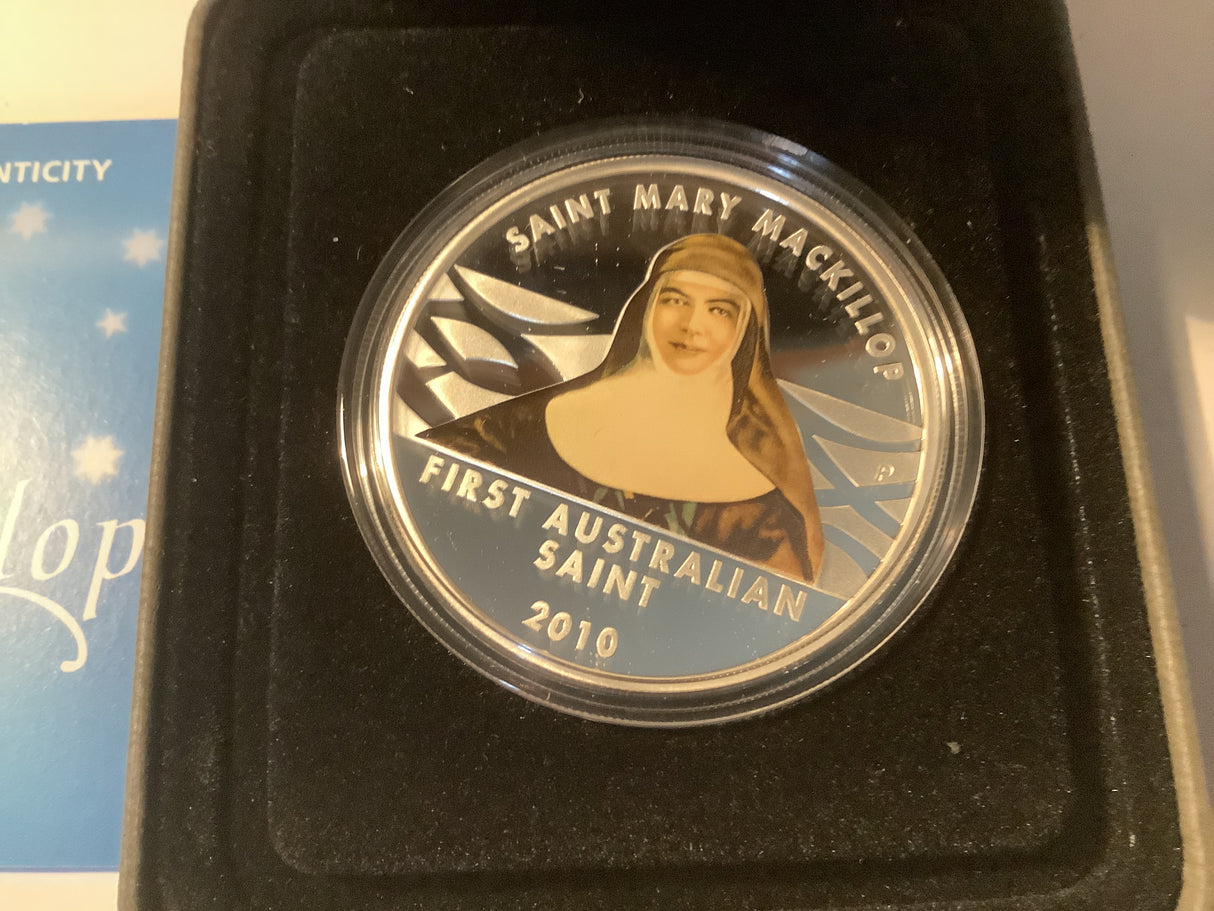 NTICITY
lop
SAINT MARY MACKILLOP
P
FIRST AUSTRALIAN
SAINT
2010